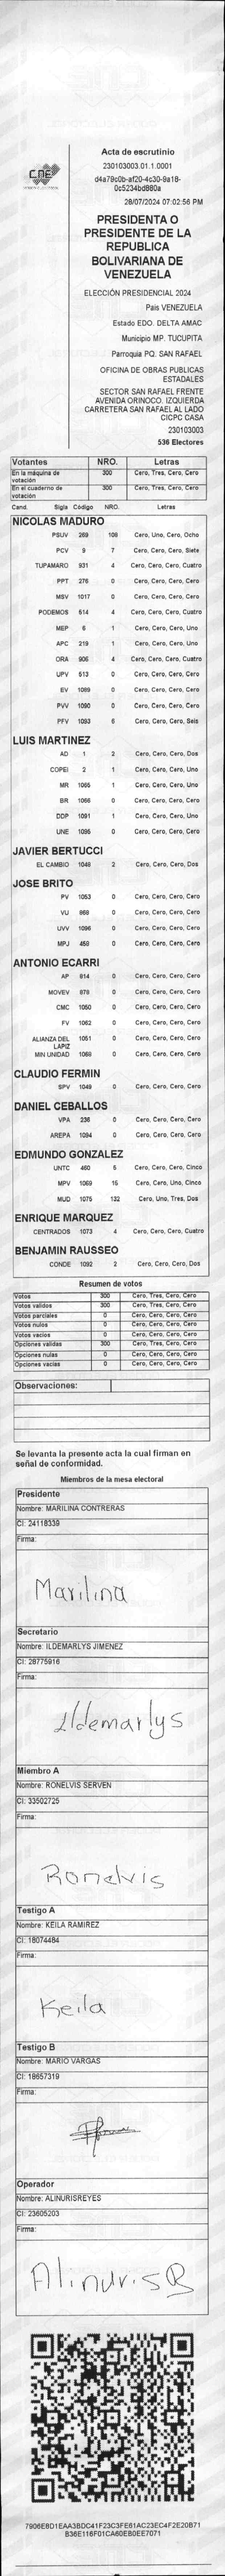 CNE
Acta de escrutinio
230103003.01.1.0001
d4a78c0b-af20-4c30-9a18-
0c5234bd880a
28/07/2024 07:02:56 PM
PRESIDENTA O
PRESIDENTE DE LA
REPUBLICA
BOLIVARIANA DE
VENEZUELA
ELECCIÓN PRESIDENCIAL 2024
Pais VENEZUELA
Estado EDO. DELTA AMAC
Municipio MP. TUCUPITA
Parroquia PQ. SAN RAFAEL
OFICINA DE OBRAS PUBLICAS
ESTADALES
SECTOR SAN RAFAEL FRENTE
AVENIDA ORINOCO. IZQUIERDA
CARRETERA SAN RAFAEL AL LADO
CICPC CASA
230103003
536 Electores
Votantes NRO. Letras
En la máquina de votación 300 Cero, Tres, Cero, Cero
En el cuaderno de votación 300 Cero, Tres, Cero, Cero
Cand. Sigla Código NRO. Letras
NICOLAS MADURO
PSUV 269 108 Cero, Uno, Cero, Ocho
PCV 9 7 Cero, Cero, Cero, Siete
TUPAMARO 931 4 Cero, Cero, Cero, Cuatro
PPT 276 0 Cero, Cero, Cero, Cero
MSV 1017 0 Cero, Cero, Cero, Cero
PODEMOS 514 4 Cero, Cero, Cero, Cuatro
MEP 6 1 Cero, Cero, Cero, Uno
APC 219 1 Cero, Cero, Cero, Uno
ORA 906 4 Cero, Cero, Cero, Cuatro
UPV 513 0 Cero, Cero, Cero, Cero
EV 1089 0 Cero, Cero, Cero, Cero
PVV 1090 0 Cero, Cero, Cero, Cero
PFV 1093 6 Cero, Cero, Cero, Seis
LUIS MARTINEZ
AD 1 2 Cero, Cero, Cero, Dos
COPEI 2 1 Cero, Cero, Cero, Uno
MR 1065 1 Cero, Cero, Cero, Uno
BR 1066 0 Cero, Cero, Cero, Cero
DDP 1091 1 Cero, Cero, Cero, Uno
UNE 1095 0 Cero, Cero, Cero, Cero
JAVIER BERTUCCI
EL CAMBIO 1048 2 Cero, Cero, Cero, Dos
JOSE BRITO
PV 1053 0 Cero, Cero, Cero, Cero
VU 868 0 Cero, Cero, Cero, Cero
UVV 1096 0 Cero, Cero, Cero, Cero
MPJ 459 0 Cero, Cero, Cero, Cero
ANTONIO ECARRI
AP 814 0 Cero, Cero, Cero, Cero
MOVEV 878 0 Cero, Cero, Cero, Cero
CMC 1050 0 Cero, Cero, Cero, Cero
FV 1062 0 Cero, Cero, Cero, Cero
ALIANZA DEL LAPIZ 1051 0 Cero, Cero, Cero, Cero
MIN UNIDAD 1068 0 Cero, Cero, Cero, Cero
CLAUDIO FERMIN
SPV 1049 0 Cero, Cero, Cero, Cero
DANIEL CEBALLOS
VPA 236 0 Cero, Cero, Cero, Cero
AREPA 1094 0 Cero, Cero, Cero, Cero
EDMUNDO GONZALEZ
UNTC 460 5 Cero, Cero, Cero, Cinco
MPV 1069 15 Cero, Cero, Uno, Cinco
MUD 1075 132 Cero, Uno, Tres, Dos
ENRIQUE MARQUEZ
CENTRADOS 1073 4 Cero, Cero, Cero, Cuatro
BENJAMIN RAUSSEO
CONDE 1092 2 Cero, Cero, Cero, Dos
Resumen de votos
Votos 300 Cero, Tres, Cero, Cero
Votos validos 300 Cero, Tres, Cero, Cero
Votos parciales 0 Cero, Cero, Cero, Cero
Votos nulos 0 Cero, Cero, Cero, Cero
Votos vacios 0 Cero, Cero, Cero, Cero
Opciones validas 300 Cero, Tres, Cero, Cero
Opciones nulas 0 Cero, Cero, Cero, Cero
Opciones vacias 0 Cero, Cero, Cero, Cero
Observaciones:
Se levanta la presente acta la cual firman en
señal de conformidad.
Miembros de la mesa electoral
Presidente
Nombre: MARILINA CONTRERAS
CI: 24118339
Firma:
Marilina
Secretario
Nombre: ILDEMARLYS JIMENEZ
CI: 28775916
Firma:
Ildemarlys
Miembro A
Nombre: RONELVIS SERVEN
CI: 33502725
Firma:
Ronelvis
Testigo A
Nombre: KEILA RAMIREZ
CI: 18074484
Firma:
Keila
Testigo B
Nombre: MARIO VARGAS
CI: 18657319
Firma:
Operador
Nombre: ALINURISREYES
CI: 23605203
Firma:
AlinurisR
7906E8D1EAA3BDC41F23C3FE61AC23EC4F2E20B71
B36E116F01CA60EB0EE7071